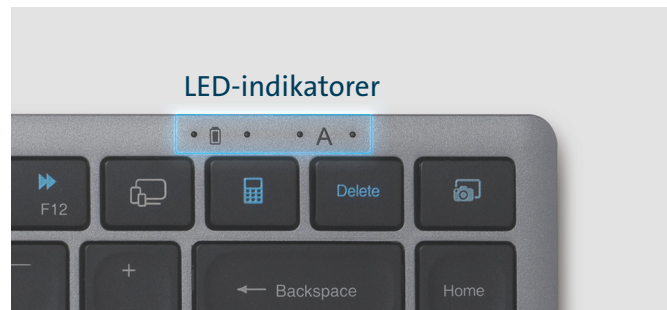 LED-indikatorer
A
F12
Delete
+
← Backspace
Home